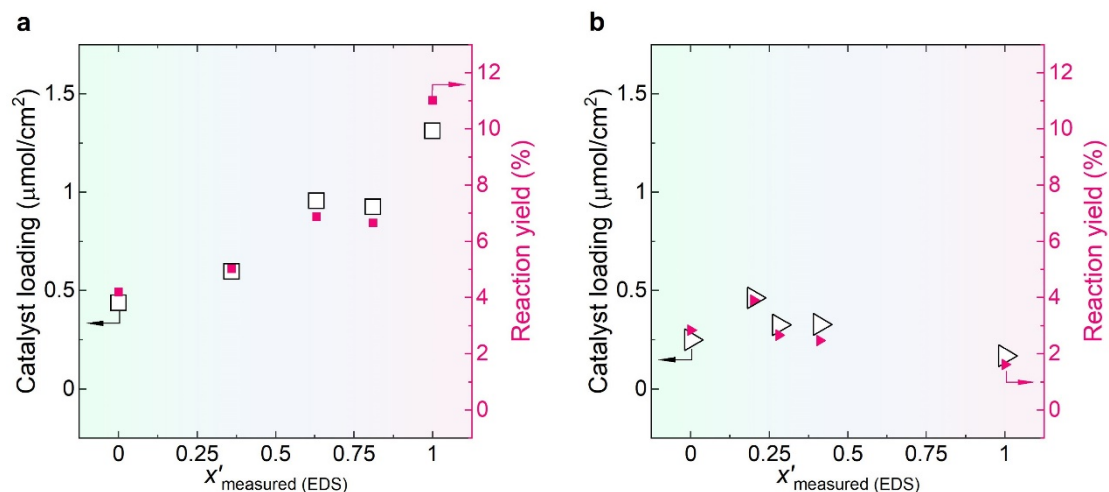 a
Catalyst loading (μmol/cm²)
1.5
1
0.5
0
0 0.25 0.5 0.75 1
x′measured (EDS)
12
10
8
6
4
2
0
Reaction yield (%)
b
Catalyst loading (μmol/cm²)
1.5
1
0.5
0
0 0.25 0.5 0.75 1
x′measured (EDS)
12
10
8
6
4
2
0
Reaction yield (%)